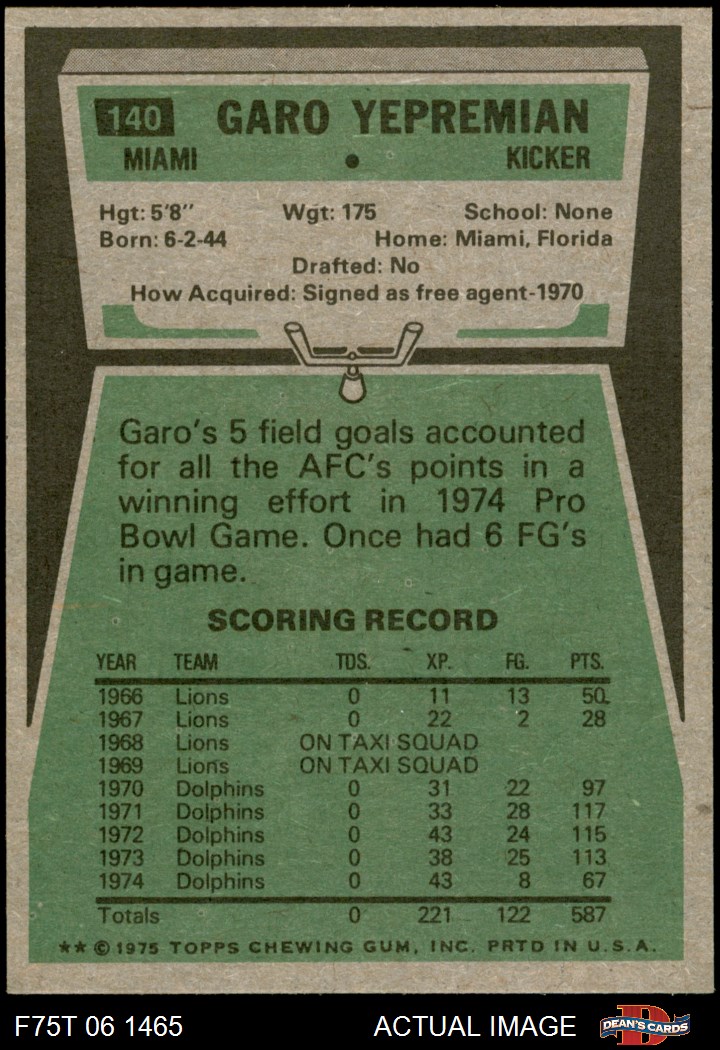 140 GARO YEPREMIAN
MIAMI • KICKER
Hgt: 5'8" Wgt: 175 School: None
Born: 6-2-44 Home: Miami, Florida
Drafted: No
How Acquired: Signed as free agent-1970
Garo's 5 field goals accounted
for all the AFC's points in a
winning effort in 1974 Pro
Bowl Game. Once had 6 FG's
in game.
SCORING RECORD
YEAR TEAM TDS. XP. FG. PTS.
1966 Lions 0 11 13 50
1967 Lions 0 22 2 28
1968 Lions ON TAXI SQUAD
1969 Lions ON TAXI SQUAD
1970 Dolphins 0 31 22 97
1971 Dolphins 0 33 28 117
1972 Dolphins 0 43 24 115
1973 Dolphins 0 38 25 113
1974 Dolphins 0 43 8 67
Totals 0 221 122 587
** © 1975 TOPPS CHEWING GUM, INC. PRTD IN U.S.A.
F75T 06 1465 ACTUAL IMAGE D DEAN'S CARDS